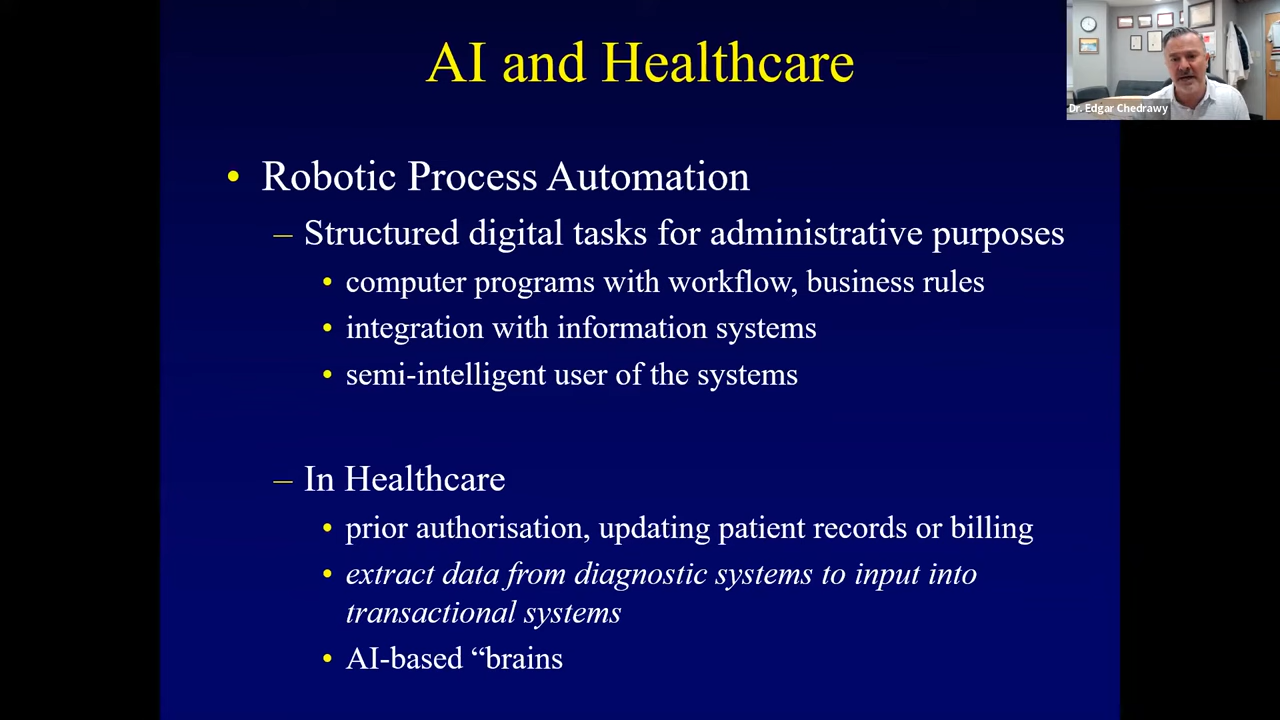 AI and Healthcare
Dr. Edgar Chedrawy
• Robotic Process Automation
– Structured digital tasks for administrative purposes
• computer programs with workflow, business rules
• integration with information systems
• semi-intelligent user of the systems
– In Healthcare
• prior authorisation, updating patient records or billing
• extract data from diagnostic systems to input into
transactional systems
• AI-based “brains